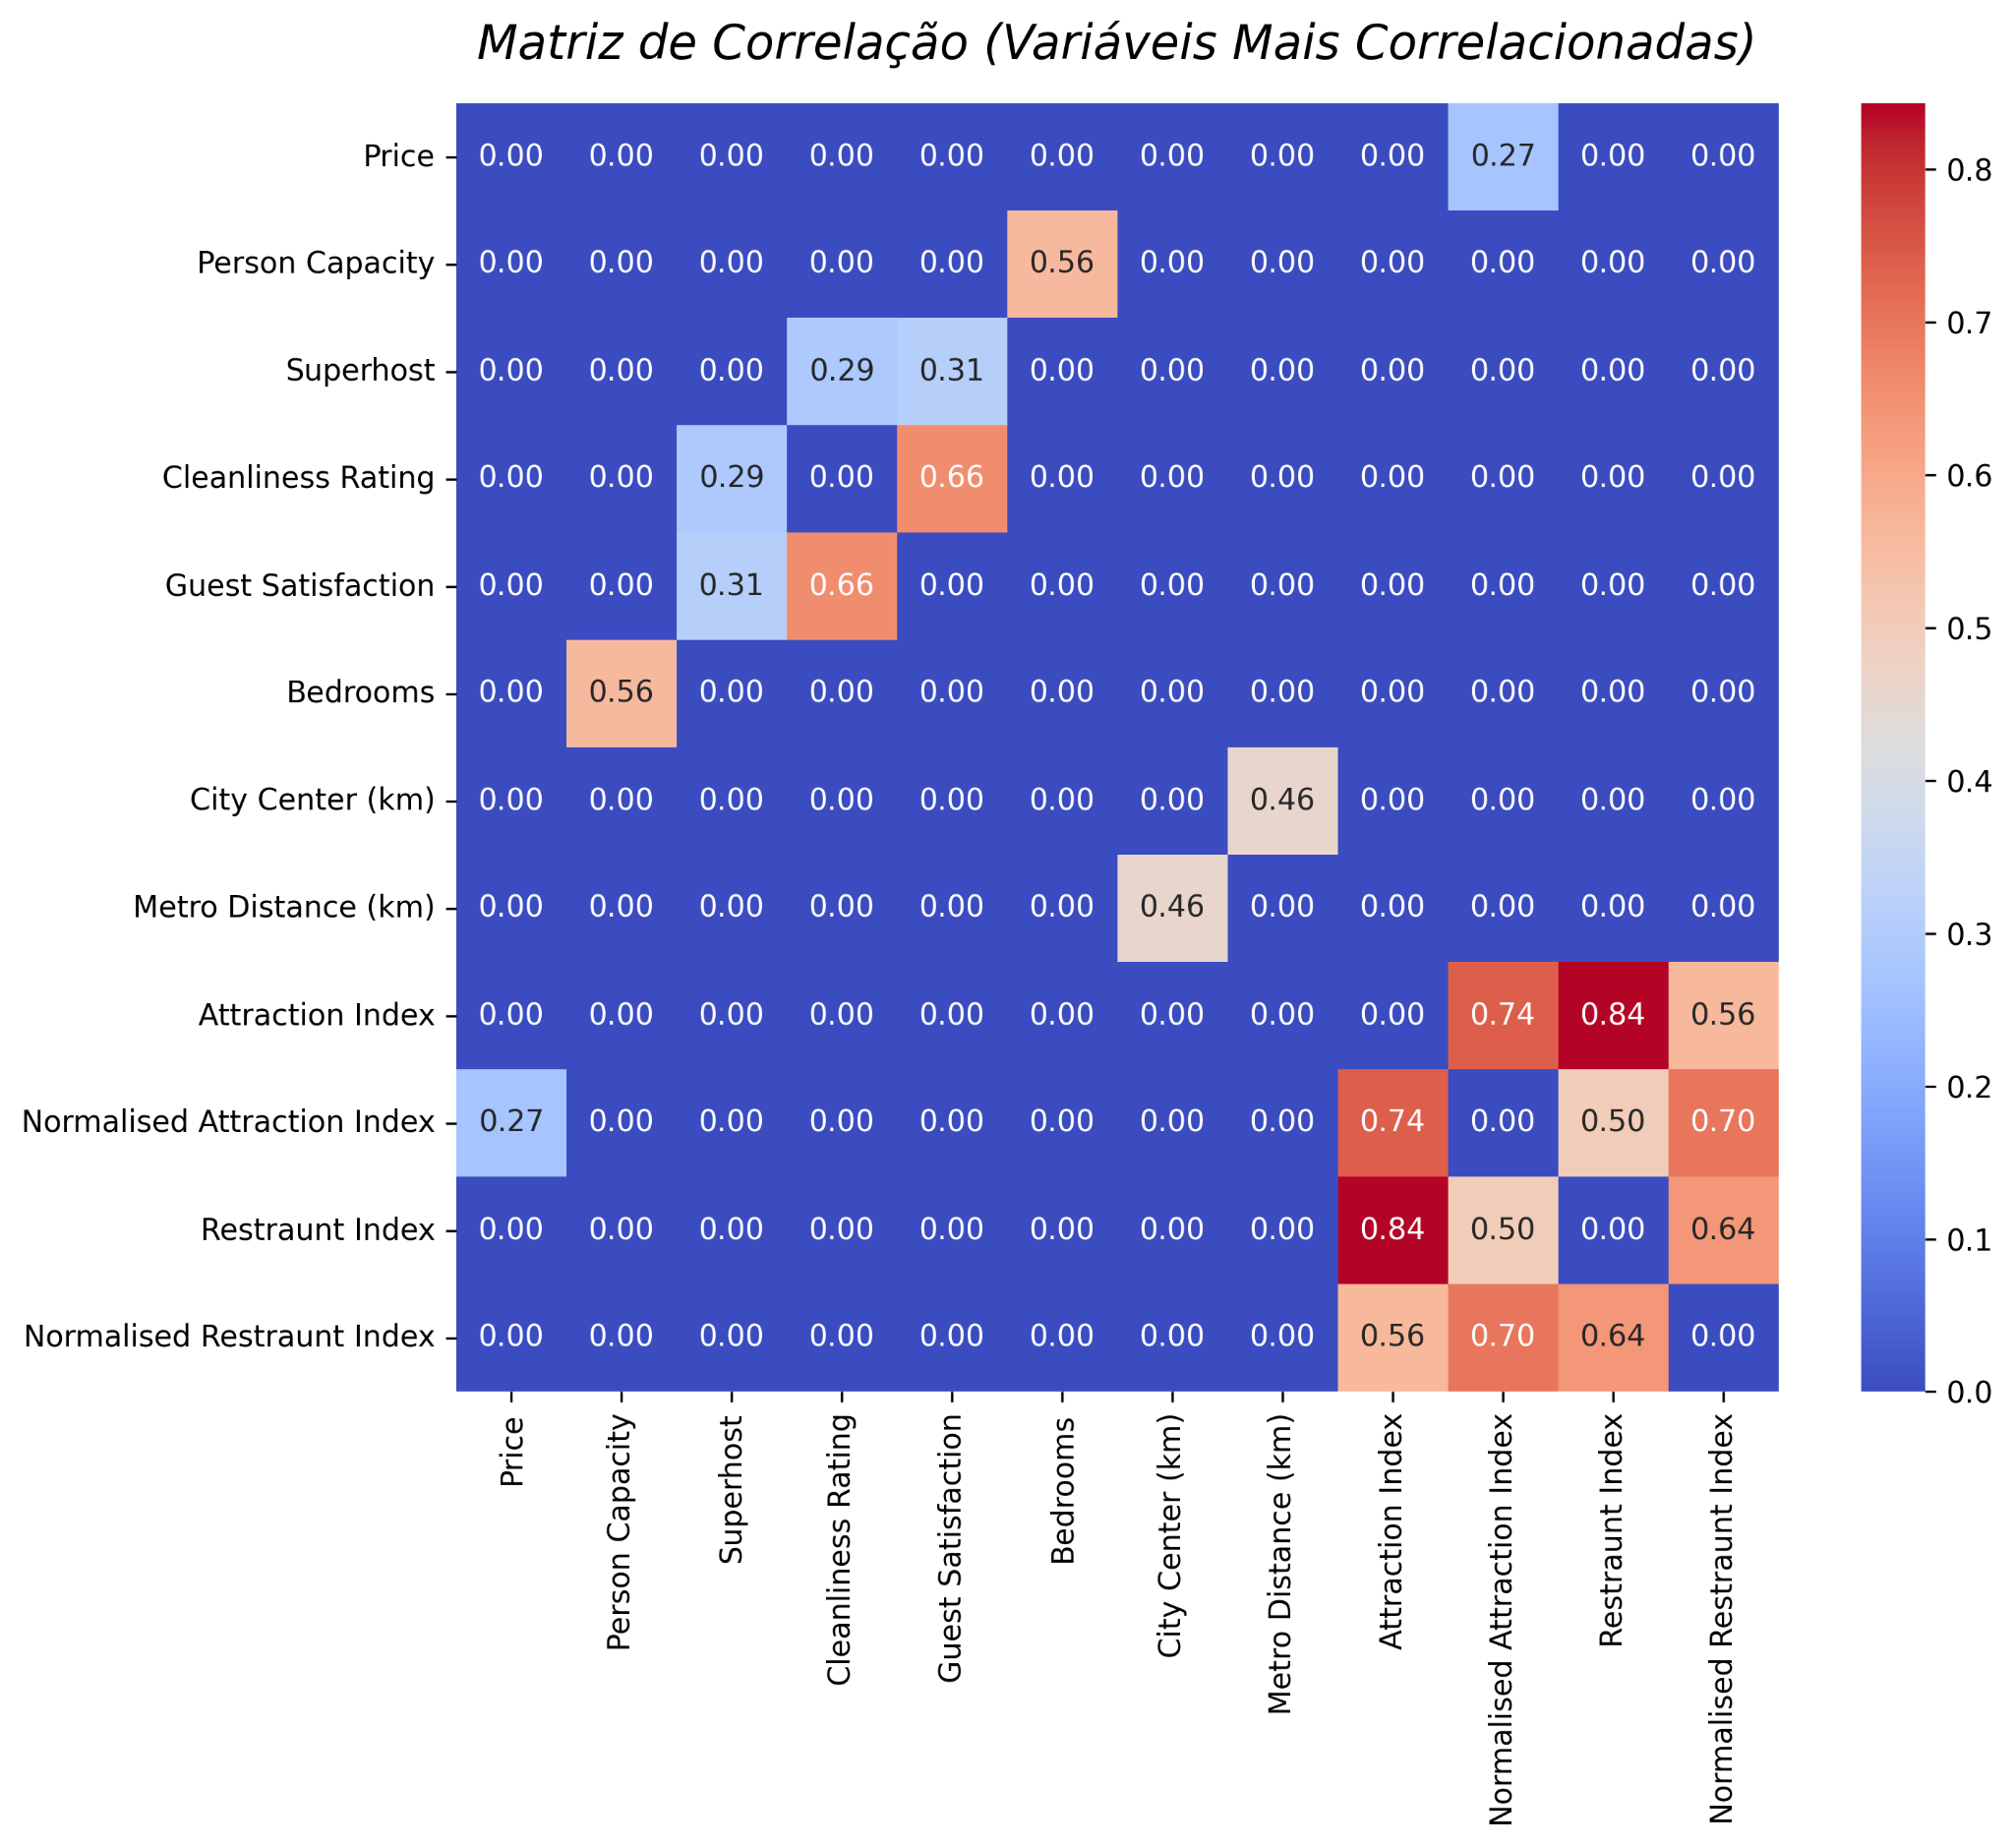 Matriz de Correlação (Variáveis Mais Correlacionadas)
Price 0.00 0.00 0.00 0.00 0.00 0.00 0.00 0.00 0.00 0.27 0.00 0.00
Person Capacity 0.00 0.00 0.00 0.00 0.00 0.56 0.00 0.00 0.00 0.00 0.00 0.00
Superhost 0.00 0.00 0.00 0.29 0.31 0.00 0.00 0.00 0.00 0.00 0.00 0.00
Cleanliness Rating 0.00 0.00 0.29 0.00 0.66 0.00 0.00 0.00 0.00 0.00 0.00 0.00
Guest Satisfaction 0.00 0.00 0.31 0.66 0.00 0.00 0.00 0.00 0.00 0.00 0.00 0.00
Bedrooms 0.00 0.56 0.00 0.00 0.00 0.00 0.00 0.00 0.00 0.00 0.00 0.00
City Center (km) 0.00 0.00 0.00 0.00 0.00 0.00 0.00 0.46 0.00 0.00 0.00 0.00
Metro Distance (km) 0.00 0.00 0.00 0.00 0.00 0.00 0.46 0.00 0.00 0.00 0.00 0.00
Attraction Index 0.00 0.00 0.00 0.00 0.00 0.00 0.00 0.00 0.00 0.74 0.84 0.56
Normalised Attraction Index 0.27 0.00 0.00 0.00 0.00 0.00 0.00 0.00 0.74 0.00 0.50 0.70
Restraunt Index 0.00 0.00 0.00 0.00 0.00 0.00 0.00 0.00 0.84 0.50 0.00 0.64
Normalised Restraunt Index 0.00 0.00 0.00 0.00 0.00 0.00 0.00 0.00 0.56 0.70 0.64 0.00
Price
Person Capacity
Superhost
Cleanliness Rating
Guest Satisfaction
Bedrooms
City Center (km)
Metro Distance (km)
Attraction Index
Normalised Attraction Index
Restraunt Index
Normalised Restraunt Index
0.8
0.7
0.6
0.5
0.4
0.3
0.2
0.1
0.0